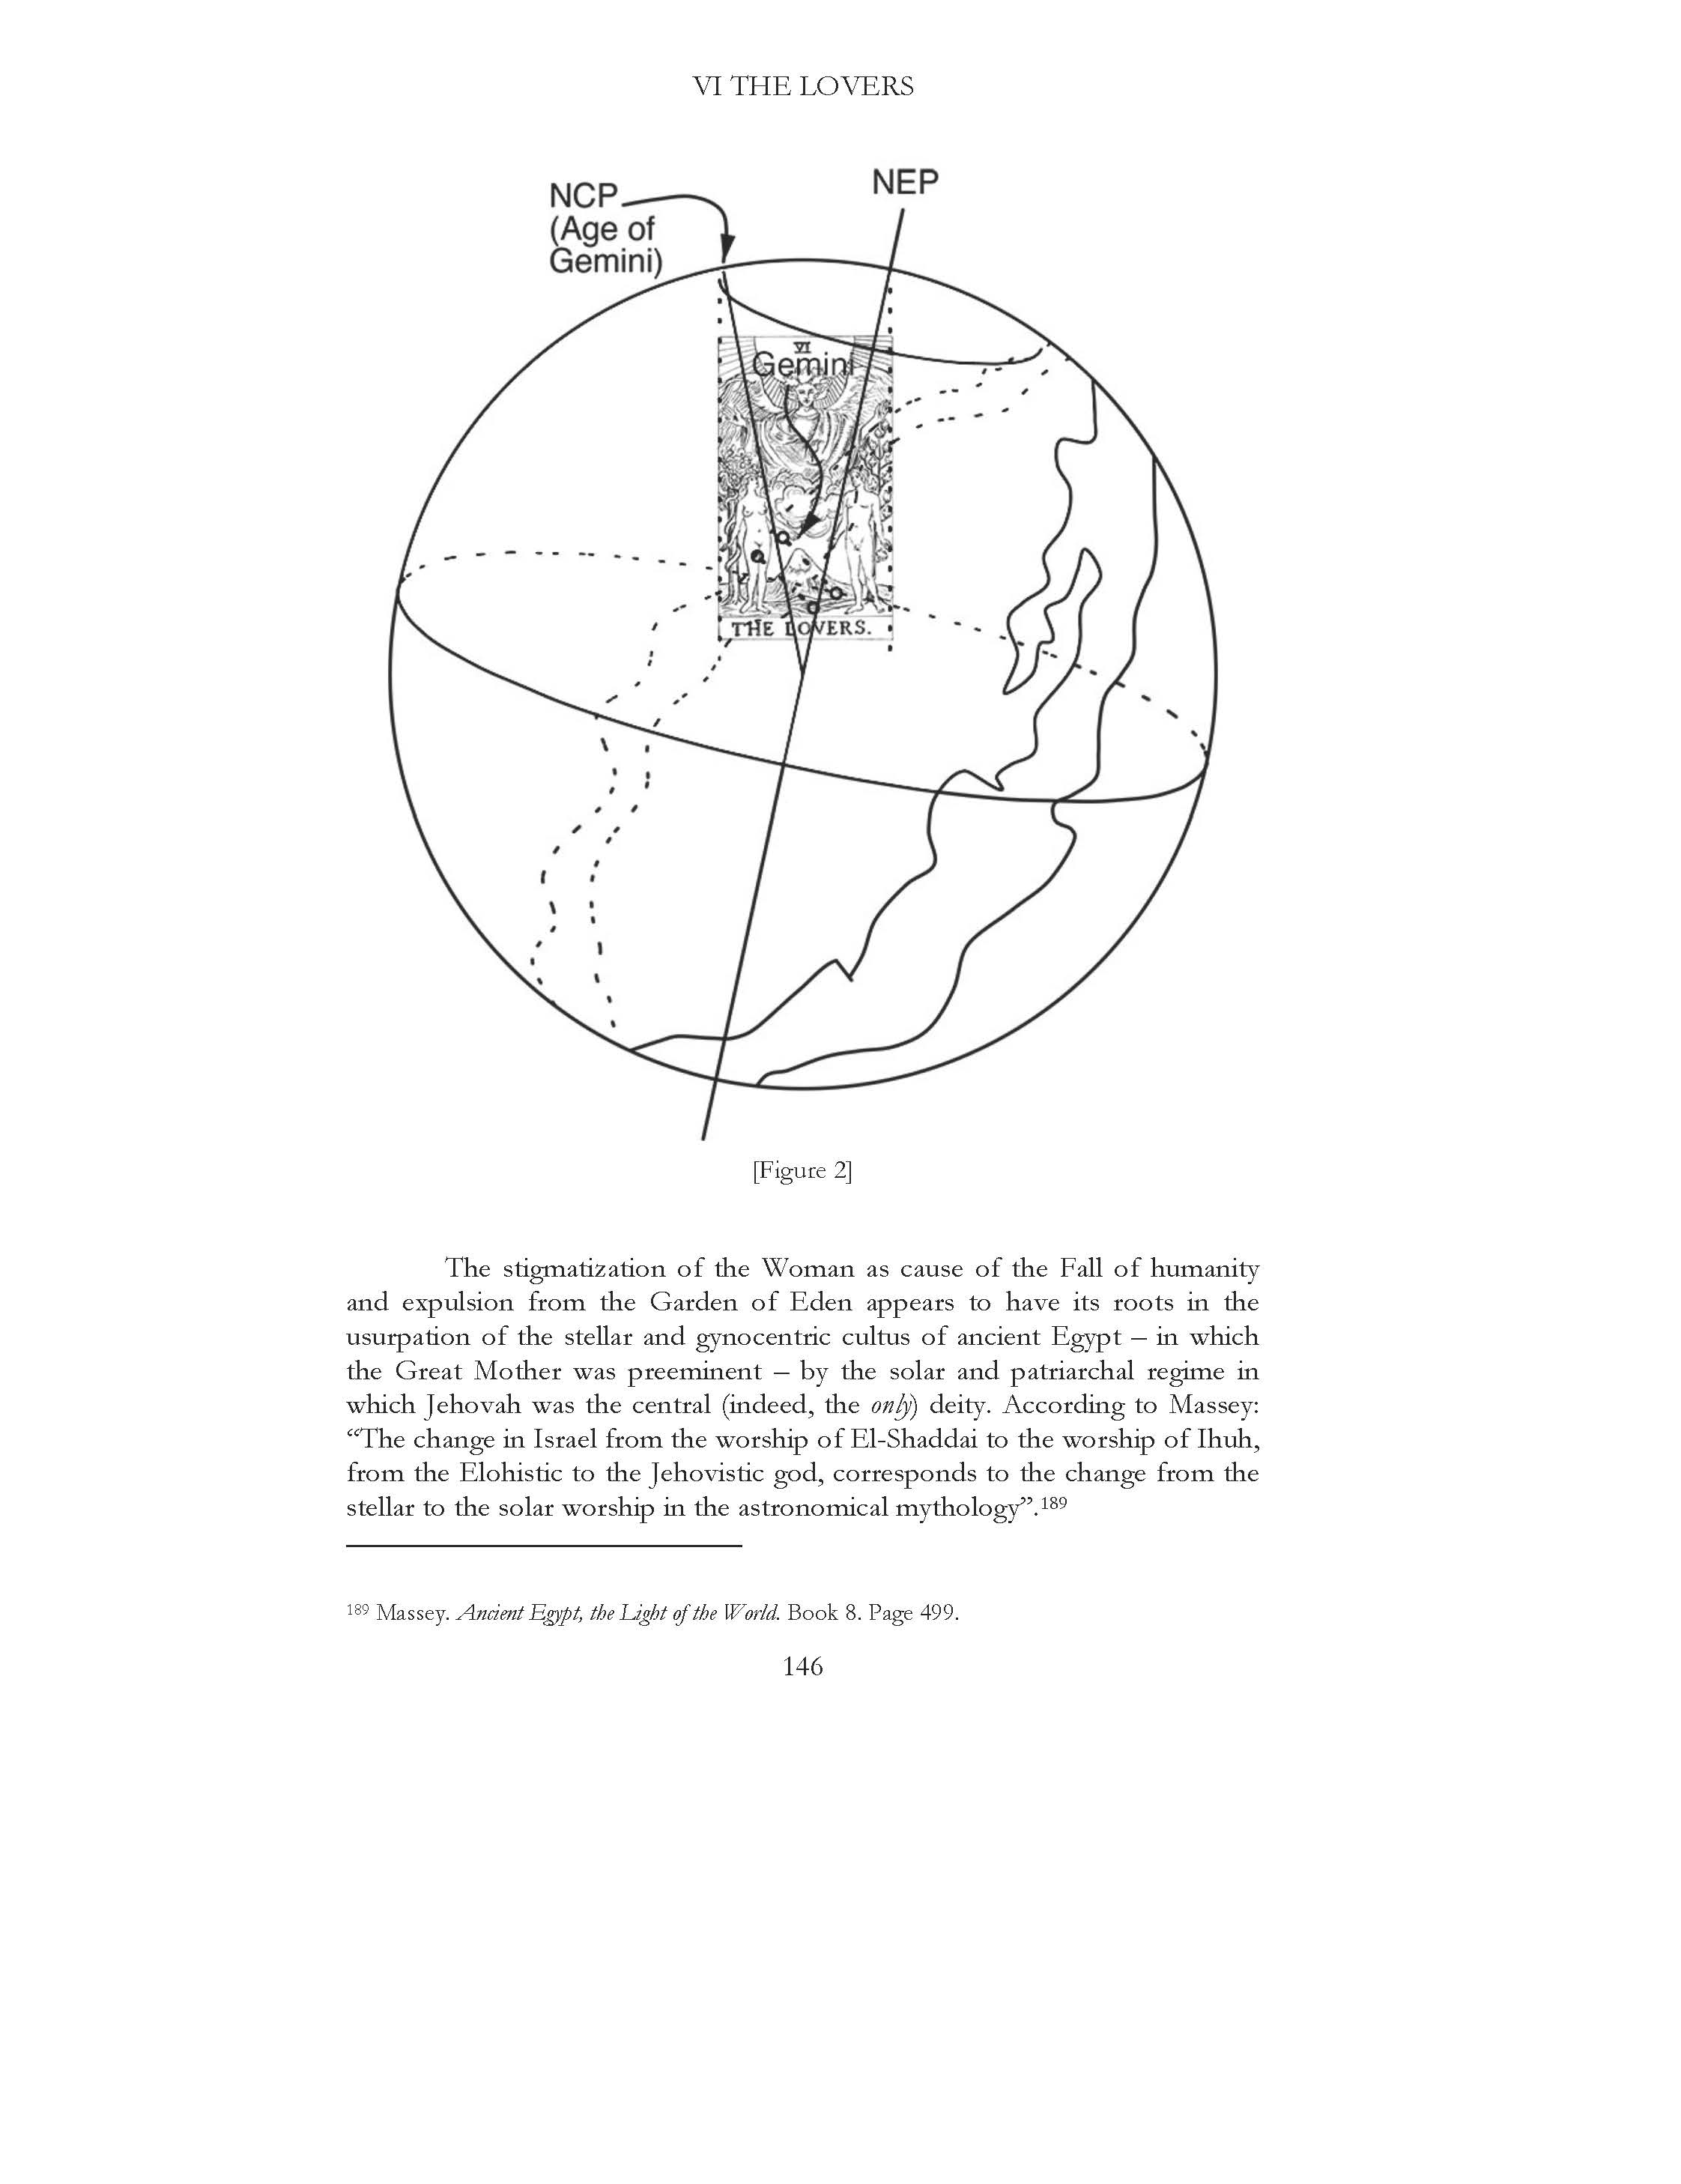 VI THE LOVERS
NCP
(Age of
Gemini)
NEP
VI
Gemini
THE LOVERS.
[Figure 2]
The stigmatization of the Woman as cause of the Fall of humanity
and expulsion from the Garden of Eden appears to have its roots in the
usurpation of the stellar and gynocentric cultus of ancient Egypt – in which
the Great Mother was preeminent – by the solar and patriarchal regime in
which Jehovah was the central (indeed, the only) deity. According to Massey:
“The change in Israel from the worship of El-Shaddai to the worship of Ihuh,
from the Elohistic to the Jehovistic god, corresponds to the change from the
stellar to the solar worship in the astronomical mythology”.189
189 Massey. Ancient Egypt, the Light of the World. Book 8. Page 499.
146